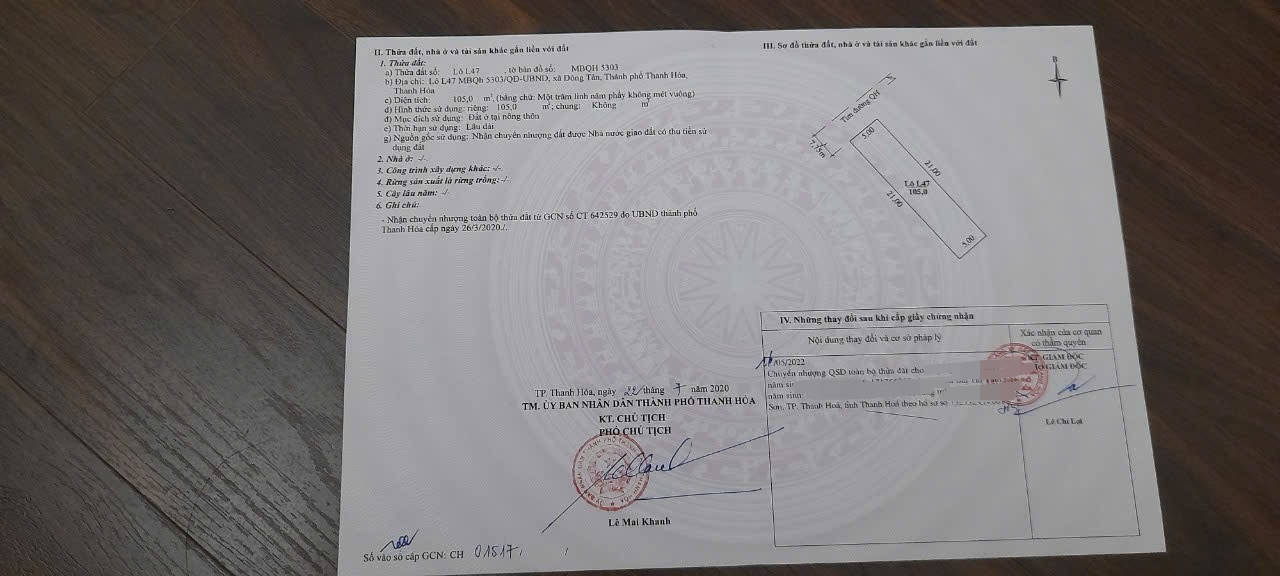 II. Thửa đất, nhà ở và tài sản khác gắn liền với đất
1. Thửa đất:
a) Thửa đất số: Lô L47 , tờ bản đồ số: MBQH 5303
b) Địa chỉ: Lô L47 MBQh 5303/QĐ-UBND, xã Đông Tân, Thành phố Thanh Hóa,
Thanh Hóa
c) Diện tích: 105,0 m², (bằng chữ: Một trăm linh năm phẩy không mét vuông)
d) Hình thức sử dụng: riêng: 105,0 m²; chung: Không m²
đ) Mục đích sử dụng: Đất ở tại nông thôn
e) Thời hạn sử dụng: Lâu dài
g) Nguồn gốc sử dụng: Nhận chuyển nhượng đất được Nhà nước giao đất có thu tiền sử
dụng đất
2. Nhà ở: -/-
3. Công trình xây dựng khác: -/-
4. Rừng sản xuất là rừng trồng: -/-
5. Cây lâu năm: -/-
6. Ghi chú:
- Nhận chuyển nhượng toàn bộ thửa đất từ GCN số CT 642529 do UBND thành phố
Thanh Hóa cấp ngày 26/3/2020./.
TP. Thanh Hóa, ngày 22 tháng 7 năm 2020
TM. ỦY BAN NHÂN DÂN THÀNH PHỐ THANH HÓA
KT. CHỦ TỊCH
PHÓ CHỦ TỊCH
Lê Mai Khanh
Số vào sổ cấp GCN: CH 01517
III. Sơ đồ thửa đất, nhà ở và tài sản khác gắn liền với đất
B
Tim đường QH
7,75m
5,00
21,00
Lô L47
105,0
21,00
5,00
IV. Những thay đổi sau khi cấp giấy chứng nhận
Nội dung thay đổi và cơ sở pháp lý
Xác nhận của cơ quan
có thẩm quyền
/05/2022
Chuyển nhượng QSD toàn bộ thửa đất cho
năm
năm sinh:
Sơn, TP. Thanh Hoá, tỉnh Thanh Hoá theo hồ sơ số
KT. GIÁM ĐỐC
GIÁM ĐỐC
Lê Chí Lợi